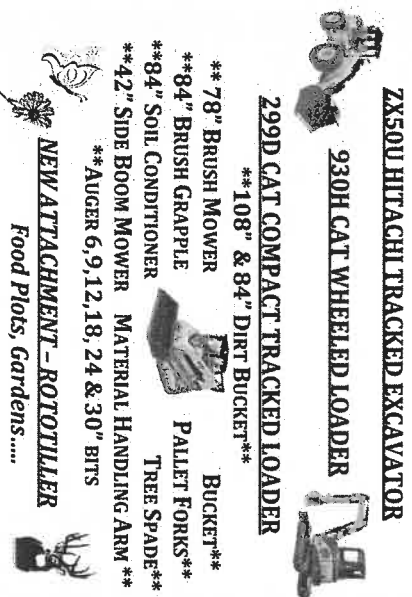 ZX50U HITACHI TRACKED EXCAVATOR
930H CAT WHEELED LOADER
299D CAT COMPACT TRACKED LOADER
**108" & 84" DIRT BUCKET**
** 78" BRUSH MOWER BUCKET**
**84" BRUSH GRAPPLE PALLET FORKS**
**84" SOIL CONDITIONER TREE SPADE**
**42" SIDE BOOM MOWER MATERIAL HANDLING ARM **
**AUGER 6,9,12,18, 24 & 30" BITS
NEW ATTACHMENT – ROTOTILLER
Food Plots, Gardens.....